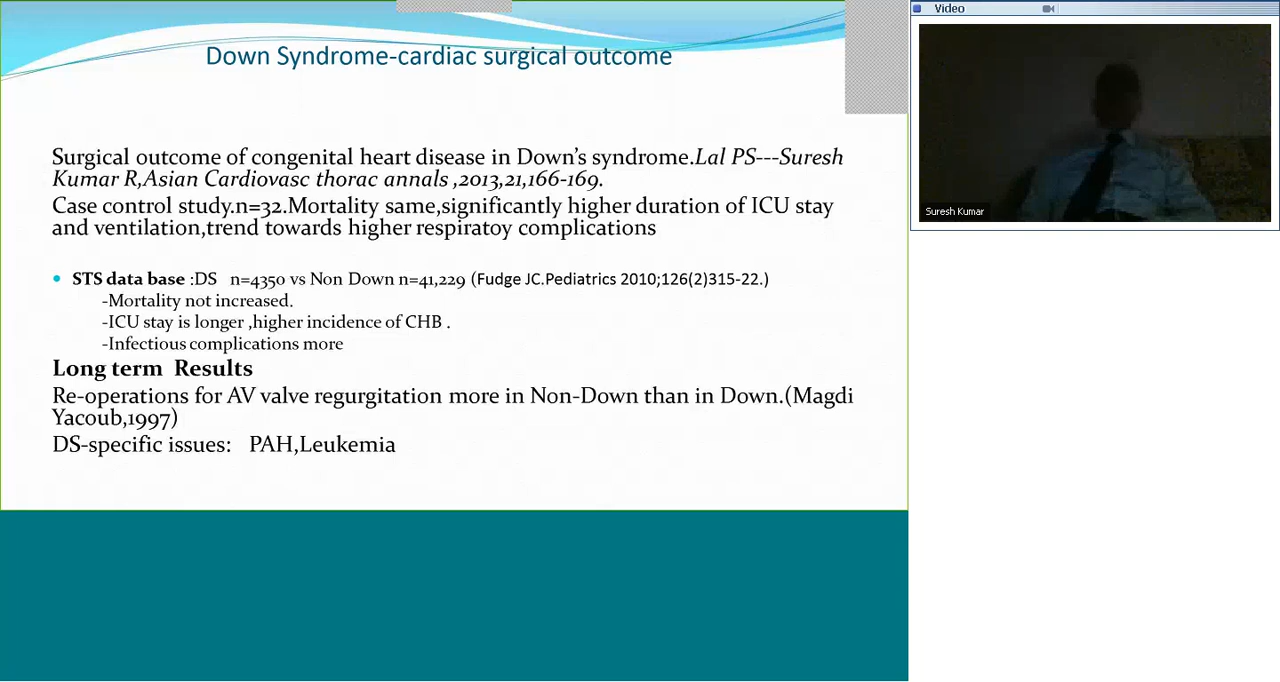 Video
Down Syndrome-cardiac surgical outcome
Surgical outcome of congenital heart disease in Down’s syndrome.Lal PS---Suresh
Kumar R,Asian Cardiovasc thorac annals ,2013,21,166-169.
Case control study.n=32.Mortality same,significantly higher duration of ICU stay
and ventilation,trend towards higher respiratoy complications
• STS data base :DS n=4350 vs Non Down n=41,229 (Fudge JC.Pediatrics 2010;126(2)315-22.)
-Mortality not increased.
-ICU stay is longer ,higher incidence of CHB .
-Infectious complications more
Long term Results
Re-operations for AV valve regurgitation more in Non-Down than in Down.(Magdi
Yacoub,1997)
DS-specific issues: PAH,Leukemia
Suresh Kumar